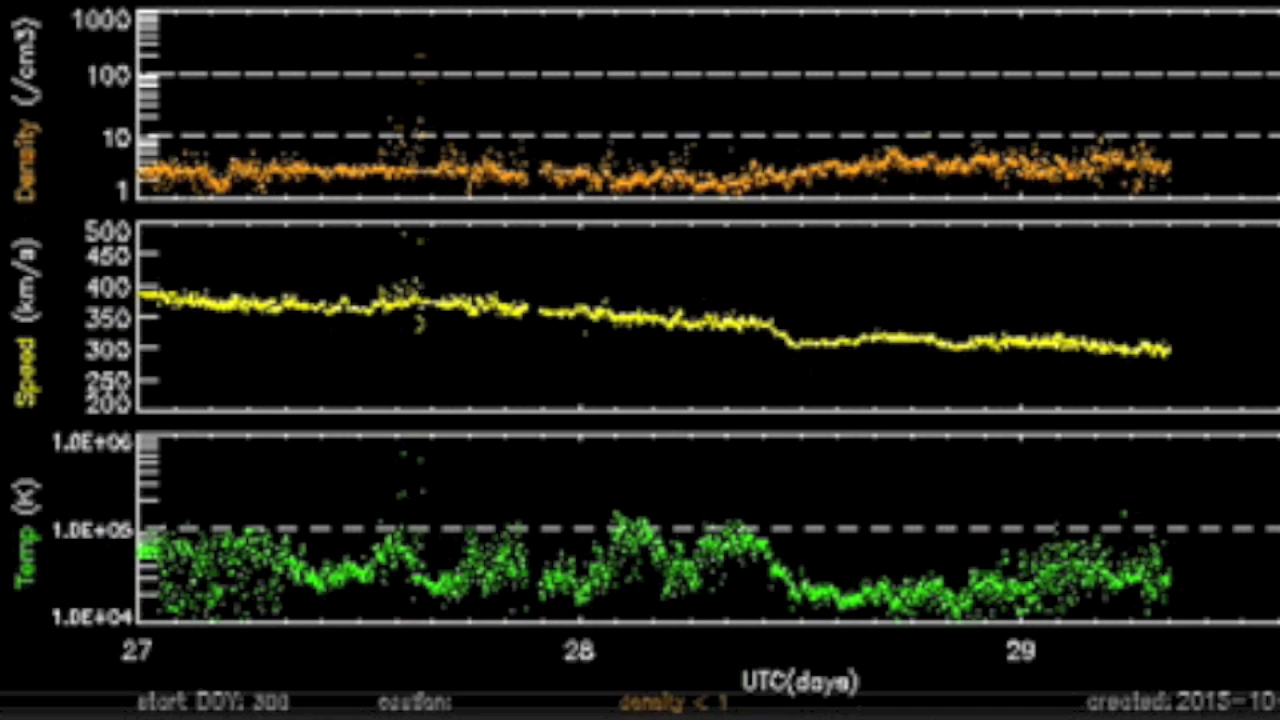 1000
100
10
1
Density (/cm3)
500
450
400
350
300
250
200
Speed (km/s)
1.0E+06
1.0E+05
1.0E+04
Temp (K)
27 28 29
UTC(days)
start DOY: 300 caution: density < 1 created: 2015-10